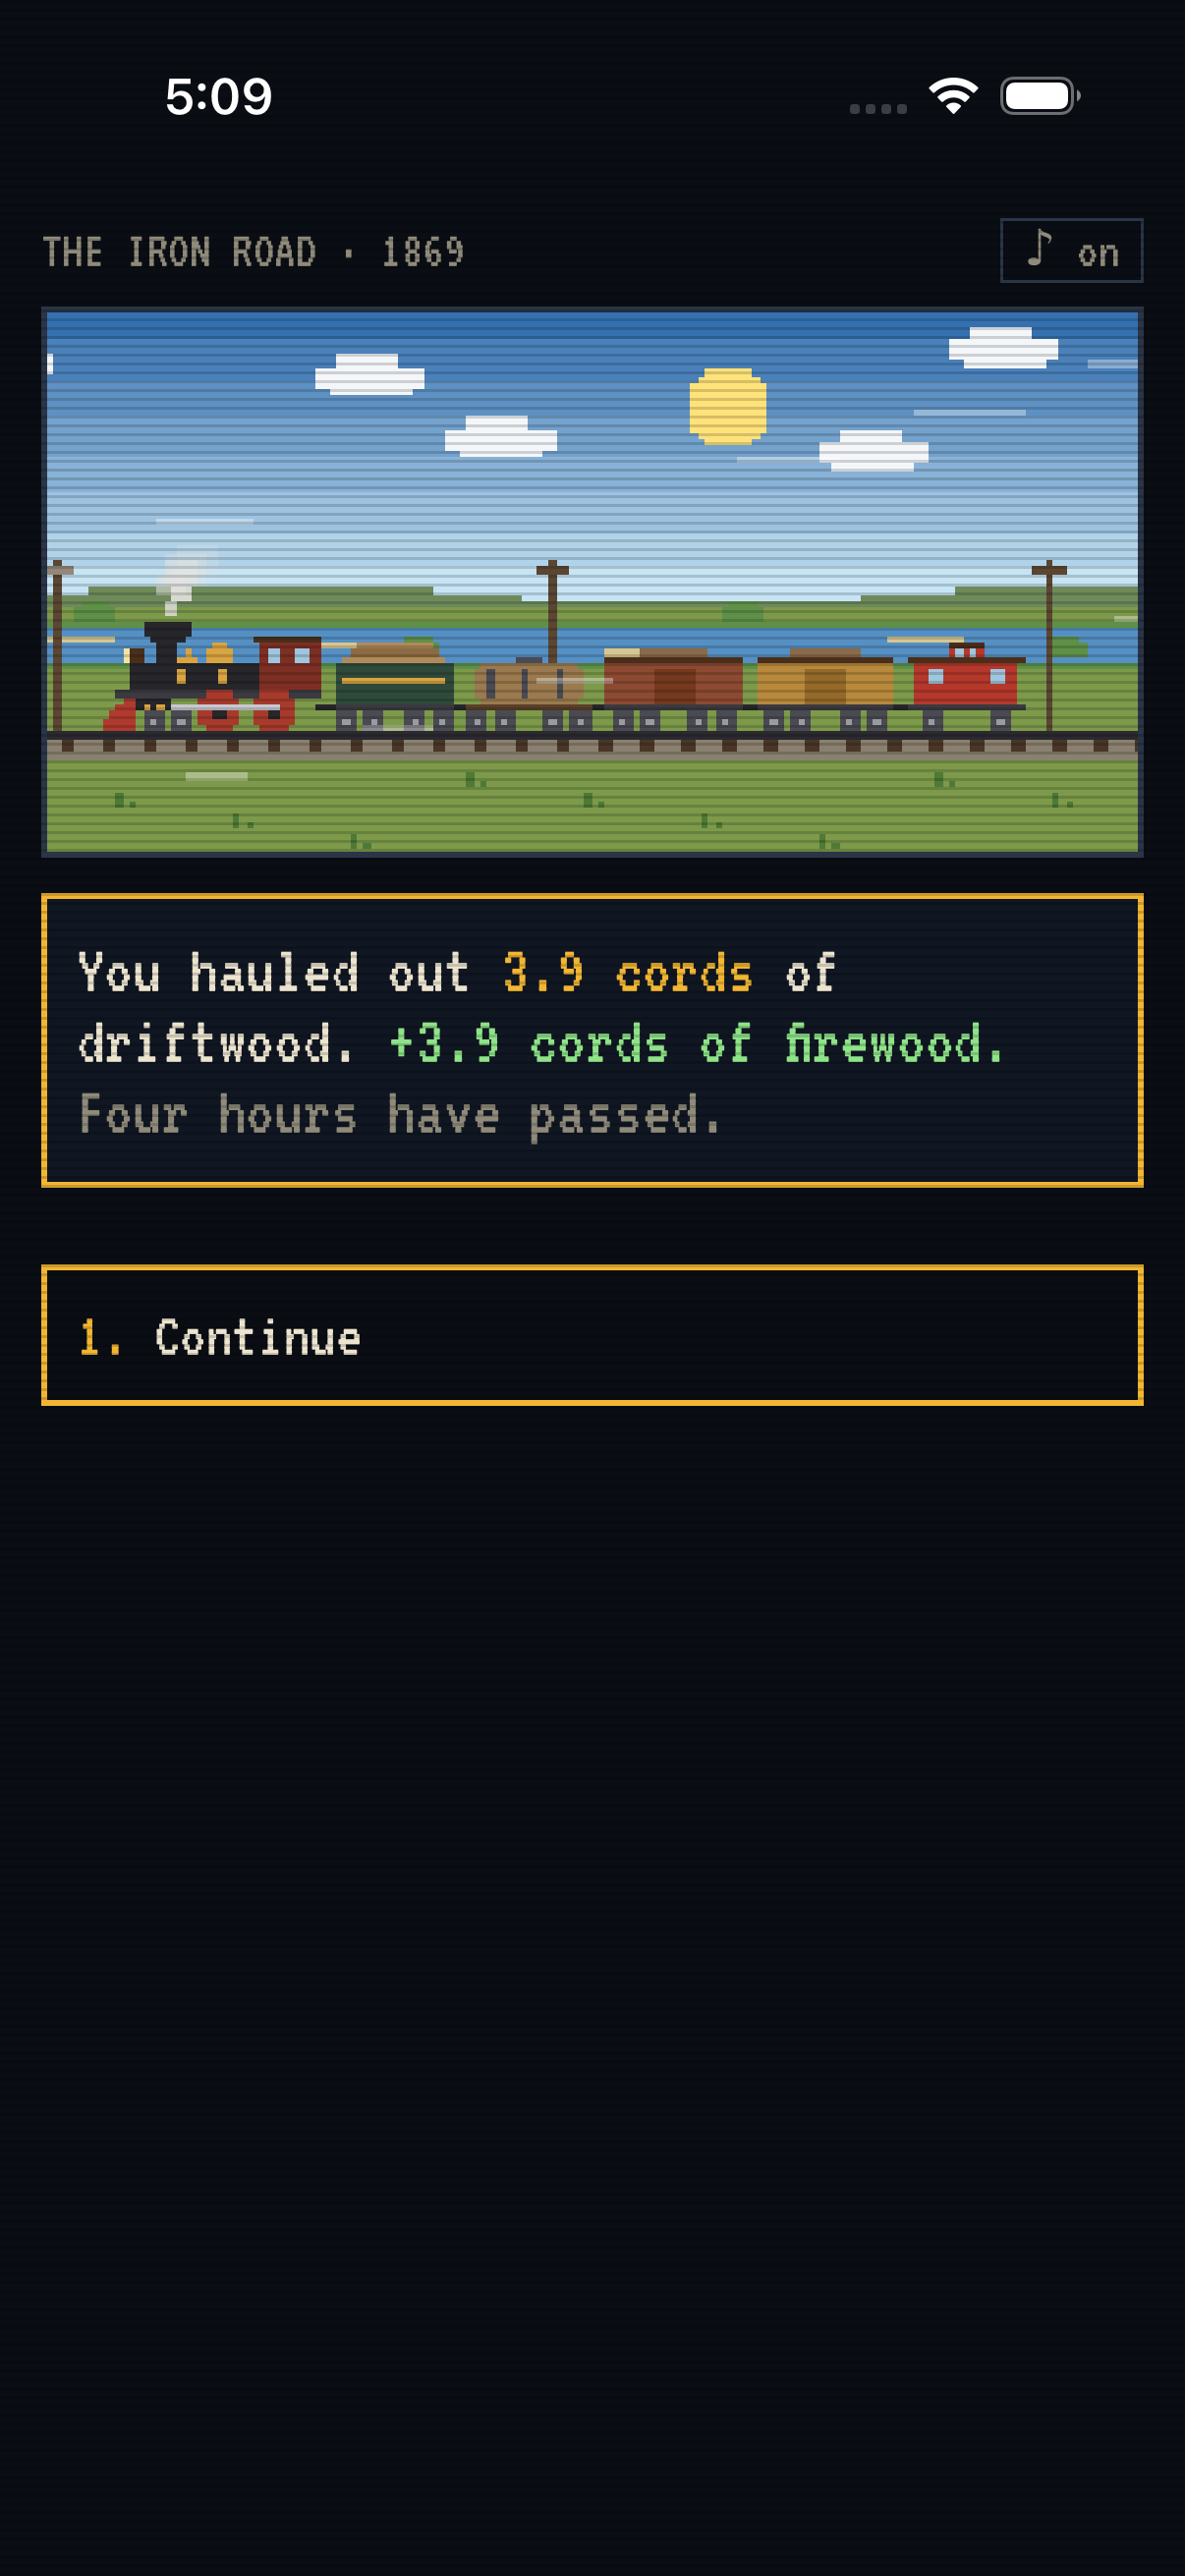 5:09
THE IRON ROAD · 1869
♪ on
You hauled out 3.9 cords of
driftwood. +3.9 cords of firewood.
Four hours have passed.
1. Continue